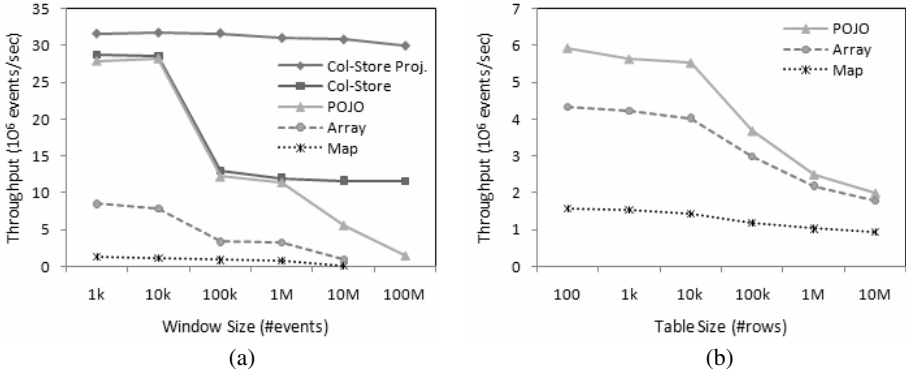 35
30
25
20
15
10
5
0
Throughput (10⁶ events/sec)
Col-Store Proj.
Col-Store
POJO
Array
Map
1k 10k 100k 1M 10M 100M
Window Size (#events)
(a)
7
6
5
4
3
2
1
0
Throughput (10⁶ events/sec)
POJO
Array
Map
100 1k 10k 100k 1M 10M
Table Size (#rows)
(b)